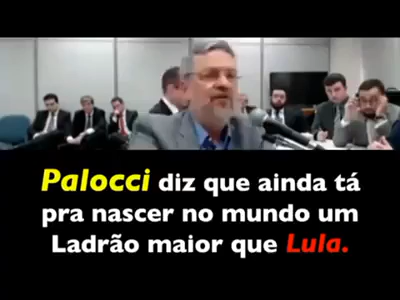 Palocci diz que ainda tá
pra nascer no mundo um
Ladrão maior que Lula.